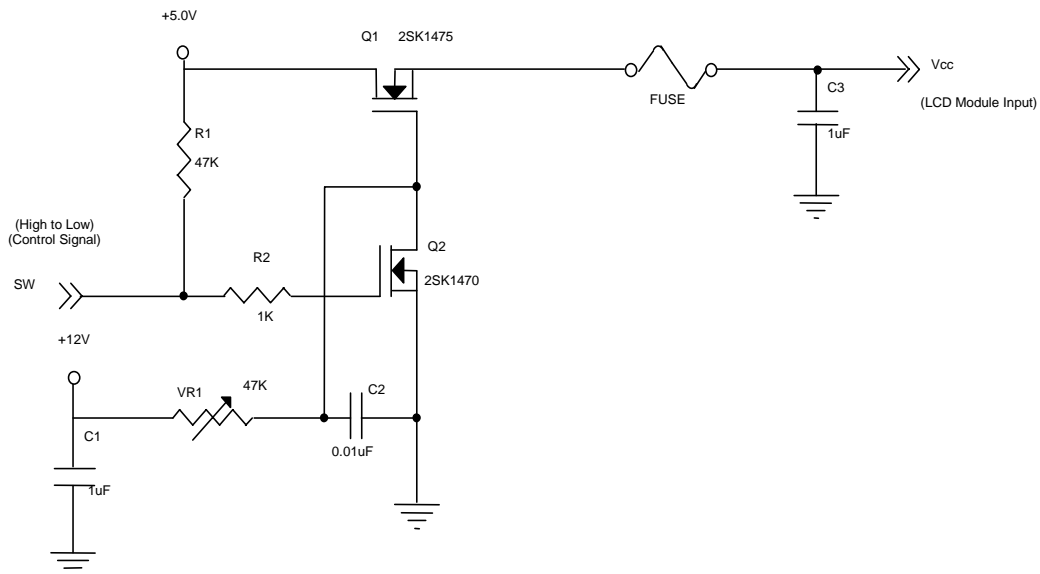 +5.0V
Q1 2SK1475
Vcc
FUSE
C3
(LCD Module Input)
R1
1uF
47K
(High to Low)
(Control Signal)
Q2
R2
2SK1470
SW
1K
+12V
VR1 47K
C2
C1
0.01uF
1uF